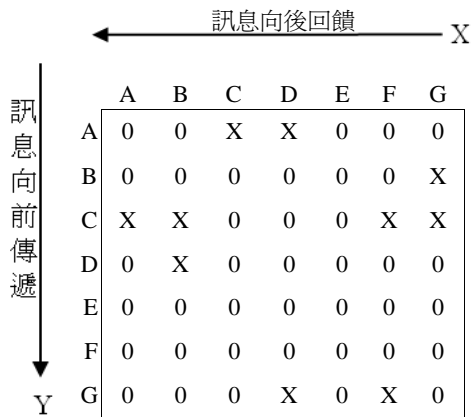 訊息向後回饋
X
訊息向前傳遞
Y
A B C D E F G
A 0 0 X X 0 0 0
B 0 0 0 0 0 0 X
C X X 0 0 0 X X
D 0 X 0 0 0 0 0
E 0 0 0 0 0 0 0
F 0 0 0 0 0 0 0
G 0 0 0 X 0 X 0